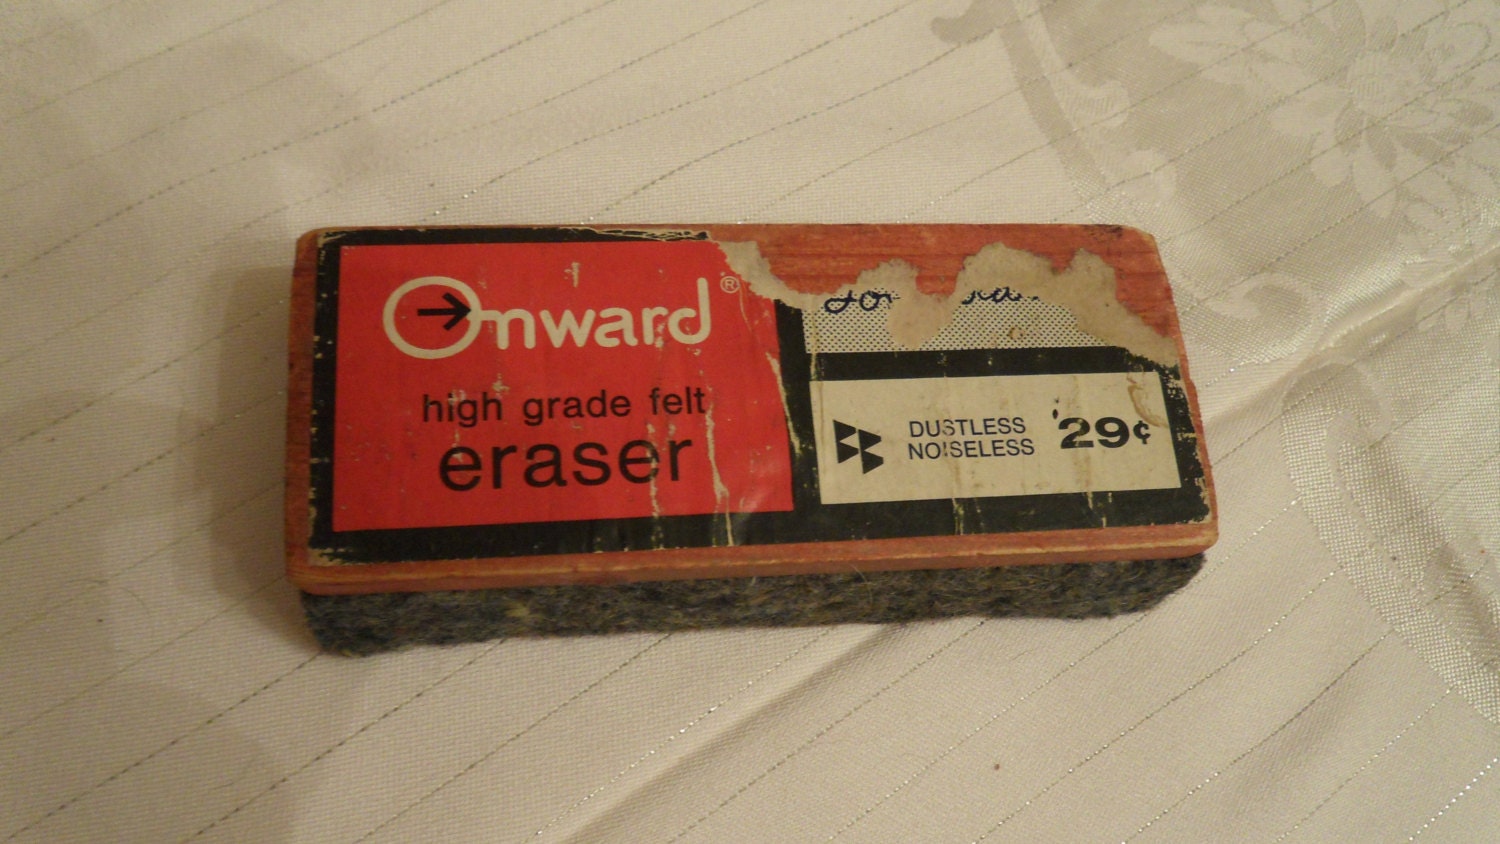 Onward®
high grade felt
eraser
DUSTLESS
NOISELESS
29¢